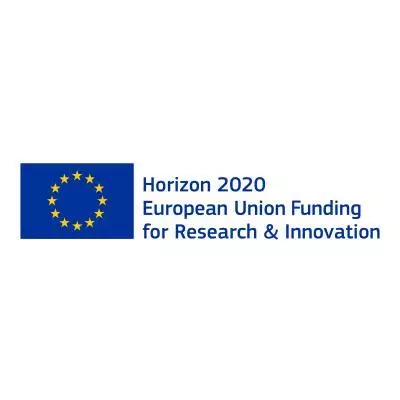 Horizon 2020
European Union Funding
for Research & Innovation